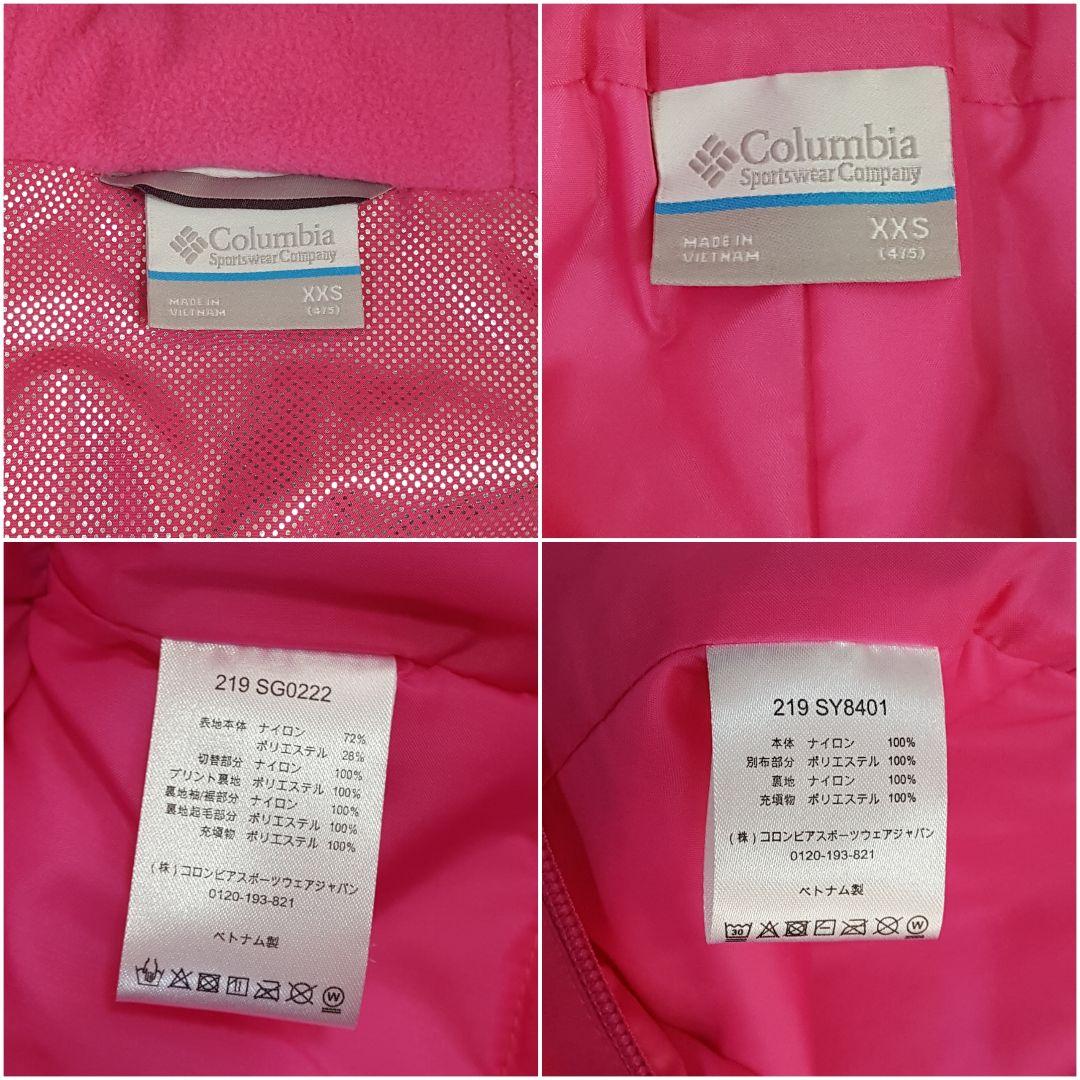 Columbia
Sportswear Company
XXS
MADE IN
VIETNAM
(4/5)
Columbia
Sportswear Company
XXS
MADE IN
VIETNAM
(4/5)
219 SG0222
表地本体 ナイロン 72%
ポリエステル 28%
切替部分 ナイロン 100%
プリント裏地 ポリエステル 100%
裏地袖/裾部分 ナイロン 100%
裏地起毛部分 ポリエステル 100%
充填物 ポリエステル 100%
(株)コロンビアスポーツウェアジャパン
0120-193-821
ベトナム製
W
219 SY8401
本体 ナイロン 100%
別布部分 ポリエステル 100%
裏地 ナイロン 100%
充填物 ポリエステル 100%
(株)コロンビアスポーツウェアジャパン
0120-193-821
ベトナム製
30 W